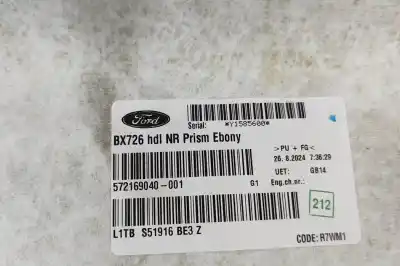 Ford
Serial:
*Y1585600*
BX726 hdl NR Prism Ebony
>PU + FG<
26.8.2024 7:36:29
UET: GB14
572169040-001
G1
Eng.ch.nr.:
212
L1TB S51916 BE3 Z
CODE: R7WM1